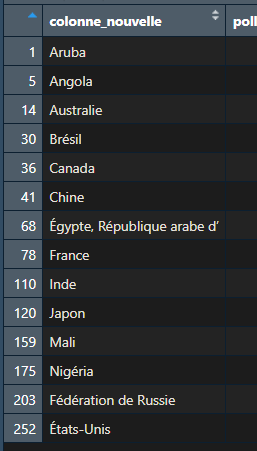 colonne_nouvelle poll
1 Aruba
5 Angola
14 Australie
30 Brésil
36 Canada
41 Chine
68 Égypte, République arabe d’
78 France
110 Inde
120 Japon
159 Mali
175 Nigéria
203 Fédération de Russie
252 États-Unis